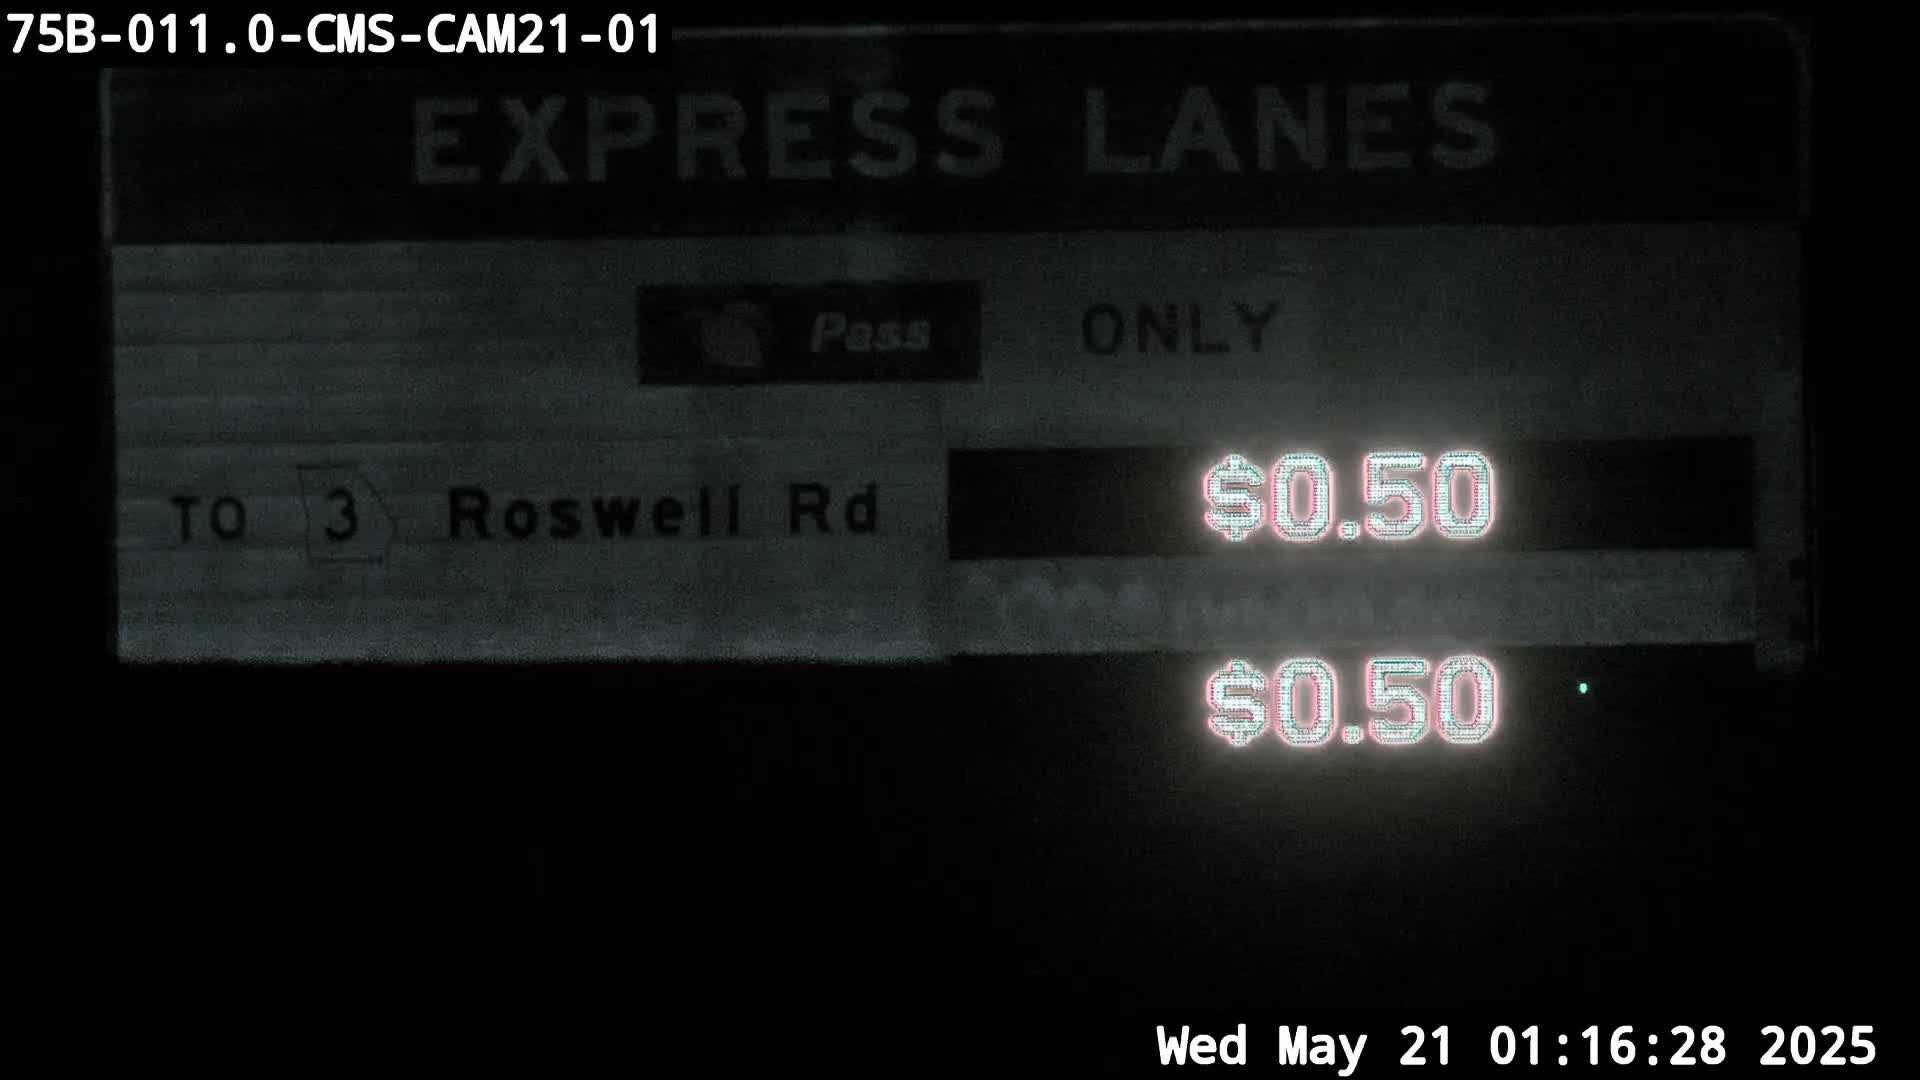 75B-011.0-CMS-CAM21-01
EXPRESS LANES
Pass ONLY
TO 3 Roswell Rd $0.50
$0.50
Wed May 21 01:16:28 2025